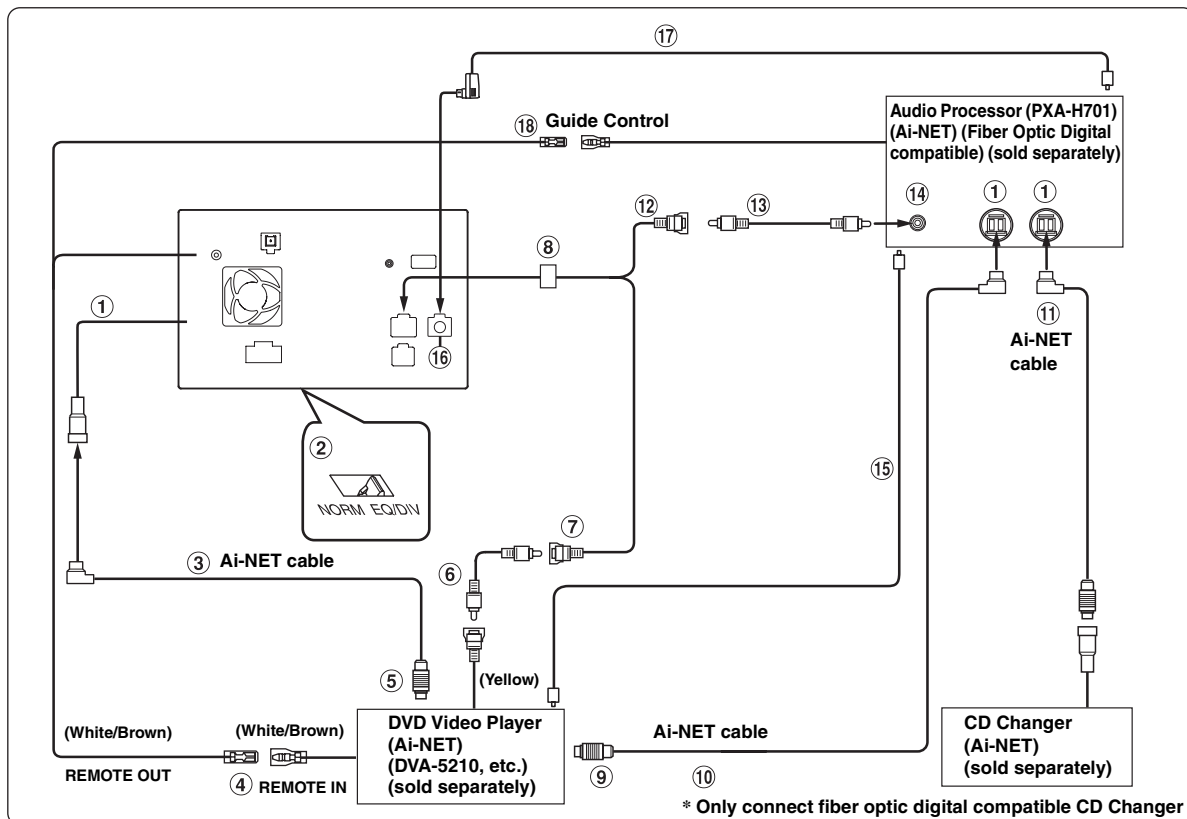 ⑰
Audio Processor (PXA-H701)
(Ai-NET) (Fiber Optic Digital
compatible) (sold separately)
⑱
Guide Control
⑭
①
①
⑫
⑬
⑧
①
⑯
⑪
Ai-NET
cable
②
NORM EQ/DIV
⑮
⑦
③
Ai-NET cable
⑥
⑤
(Yellow)
(White/Brown)
REMOTE OUT
(White/Brown)
④
REMOTE IN
DVD Video Player
(Ai-NET)
(DVA-5210, etc.)
(sold separately)
Ai-NET cable
⑨
⑩
CD Changer
(Ai-NET)
(sold separately)
* Only connect fiber optic digital compatible CD Changer